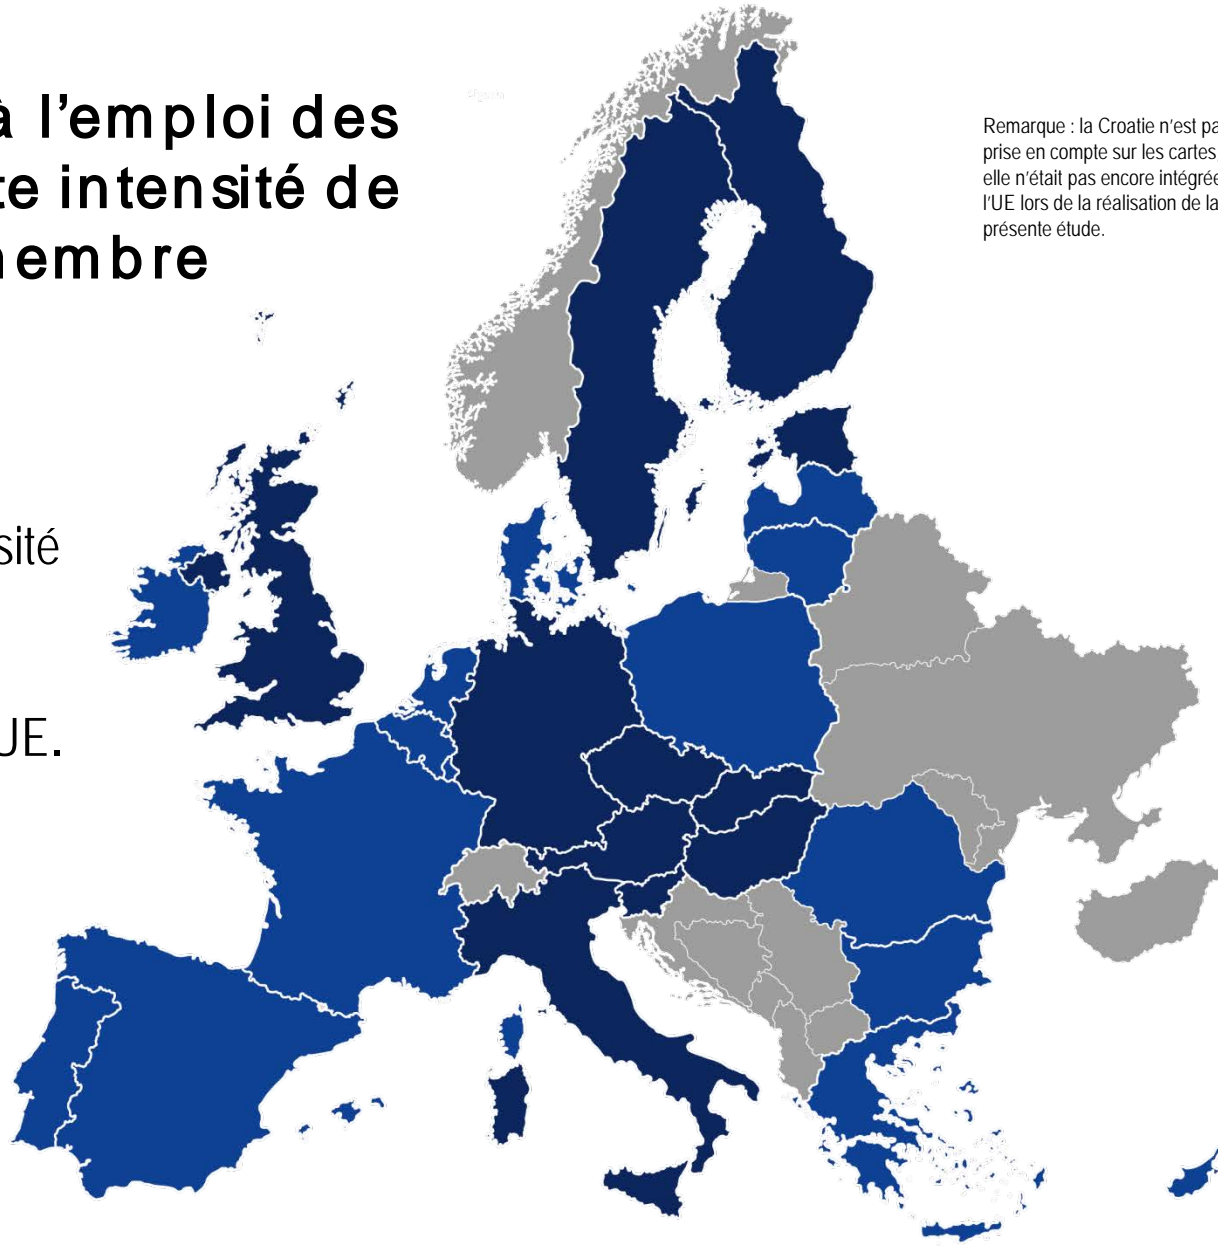 à l'emploi des
te intensité de
membre
Remarque : la Croatie n'est pa
prise en compte sur les cartes
elle n'était pas encore intégrée
l'UE lors de la réalisation de la
présente étude.
sité
UE.